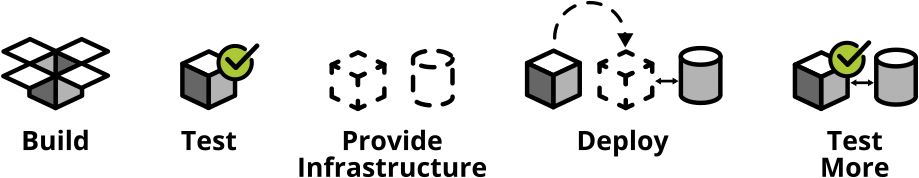 Build
Test
Provide
Infrastructure
Deploy
Test
More